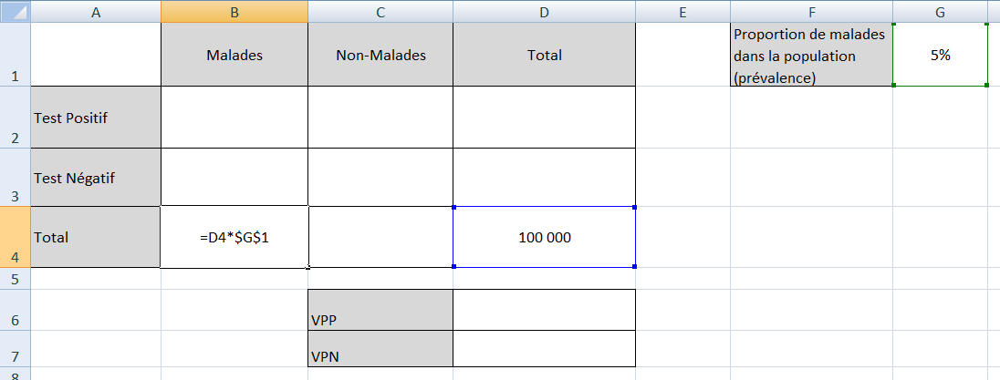 A B C D E F G
1 Malades Non-Malades Total Proportion de malades
dans la population
(prévalence) 5%
2 Test Positif
3 Test Négatif
4 Total =D4*$G$1 100 000
5
6 VPP
7 VPN
8